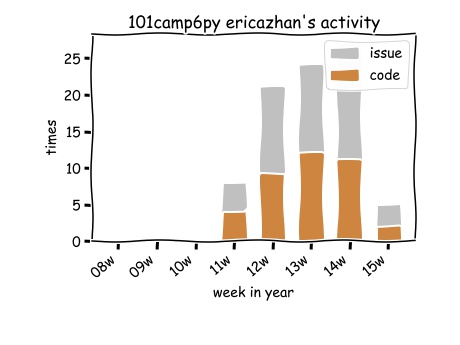 101camp6py ericazhan's activity
issue
code
times
25
20
15
10
5
0
08w 09w 10w 11w 12w 13w 14w 15w
week in year